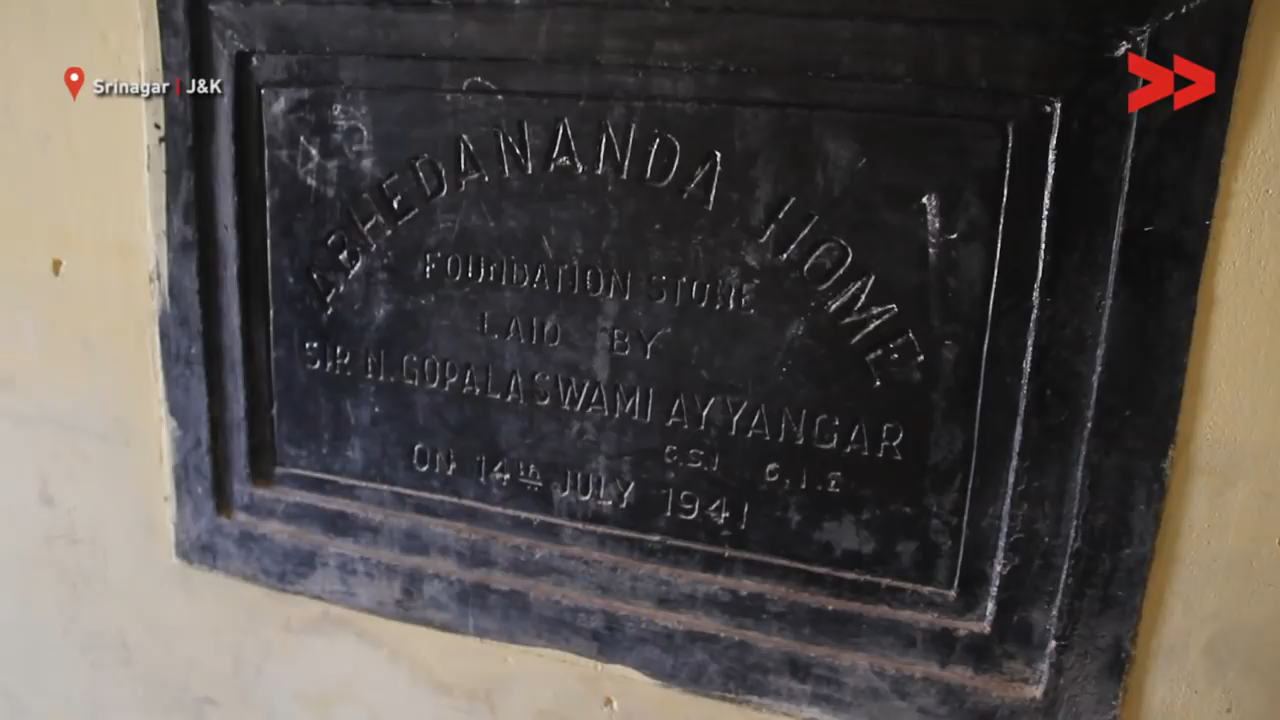 Srinagar | J&K
ABHEDANANDA HOME
FOUNDATION STONE
LAID BY
SIR N. GOPALASWAMI AYYANGAR
C.S.I C.I.E
ON 14TH JULY 1941